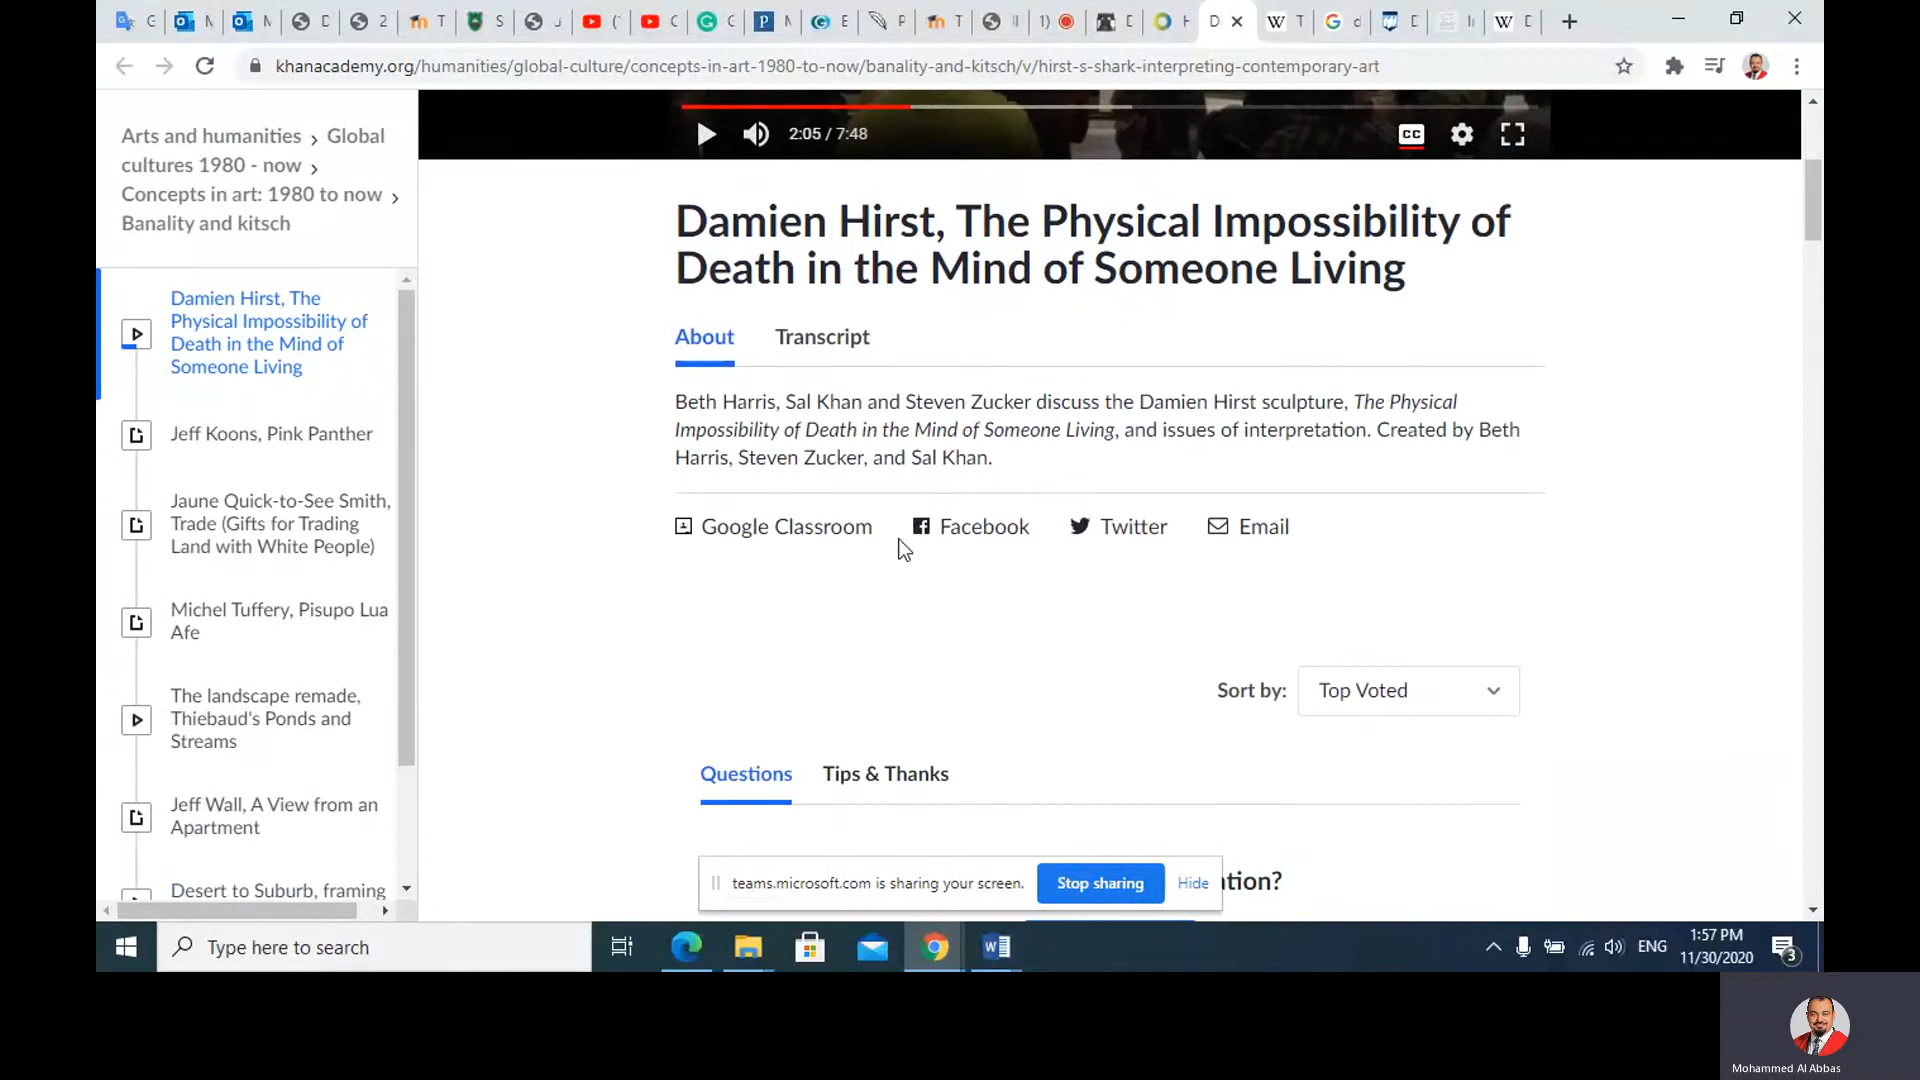 khanacademy.org/humanities/global-culture/concepts-in-art-1980-to-now/banality-and-kitsch/v/hirst-s-shark-interpreting-contemporary-art
Arts and humanities > Global
cultures 1980 - now >
Concepts in art: 1980 to now >
Banality and kitsch
Damien Hirst, The
Physical Impossibility of
Death in the Mind of
Someone Living
Jeff Koons, Pink Panther
Jaune Quick-to-See Smith,
Trade (Gifts for Trading
Land with White People)
Michel Tuffery, Pisupo Lua
Afe
The landscape remade,
Thiebaud's Ponds and
Streams
Jeff Wall, A View from an
Apartment
Desert to Suburb, framing
2:05 / 7:48
CC
Damien Hirst, The Physical Impossibility of
Death in the Mind of Someone Living
About Transcript
Beth Harris, Sal Khan and Steven Zucker discuss the Damien Hirst sculpture, The Physical
Impossibility of Death in the Mind of Someone Living, and issues of interpretation. Created by Beth
Harris, Steven Zucker, and Sal Khan.
Google Classroom Facebook Twitter Email
Sort by: Top Voted
Questions Tips & Thanks
tion?
teams.microsoft.com is sharing your screen. Stop sharing Hide
Type here to search
ENG
1:57 PM
11/30/2020
3
Mohammed Al Abbas